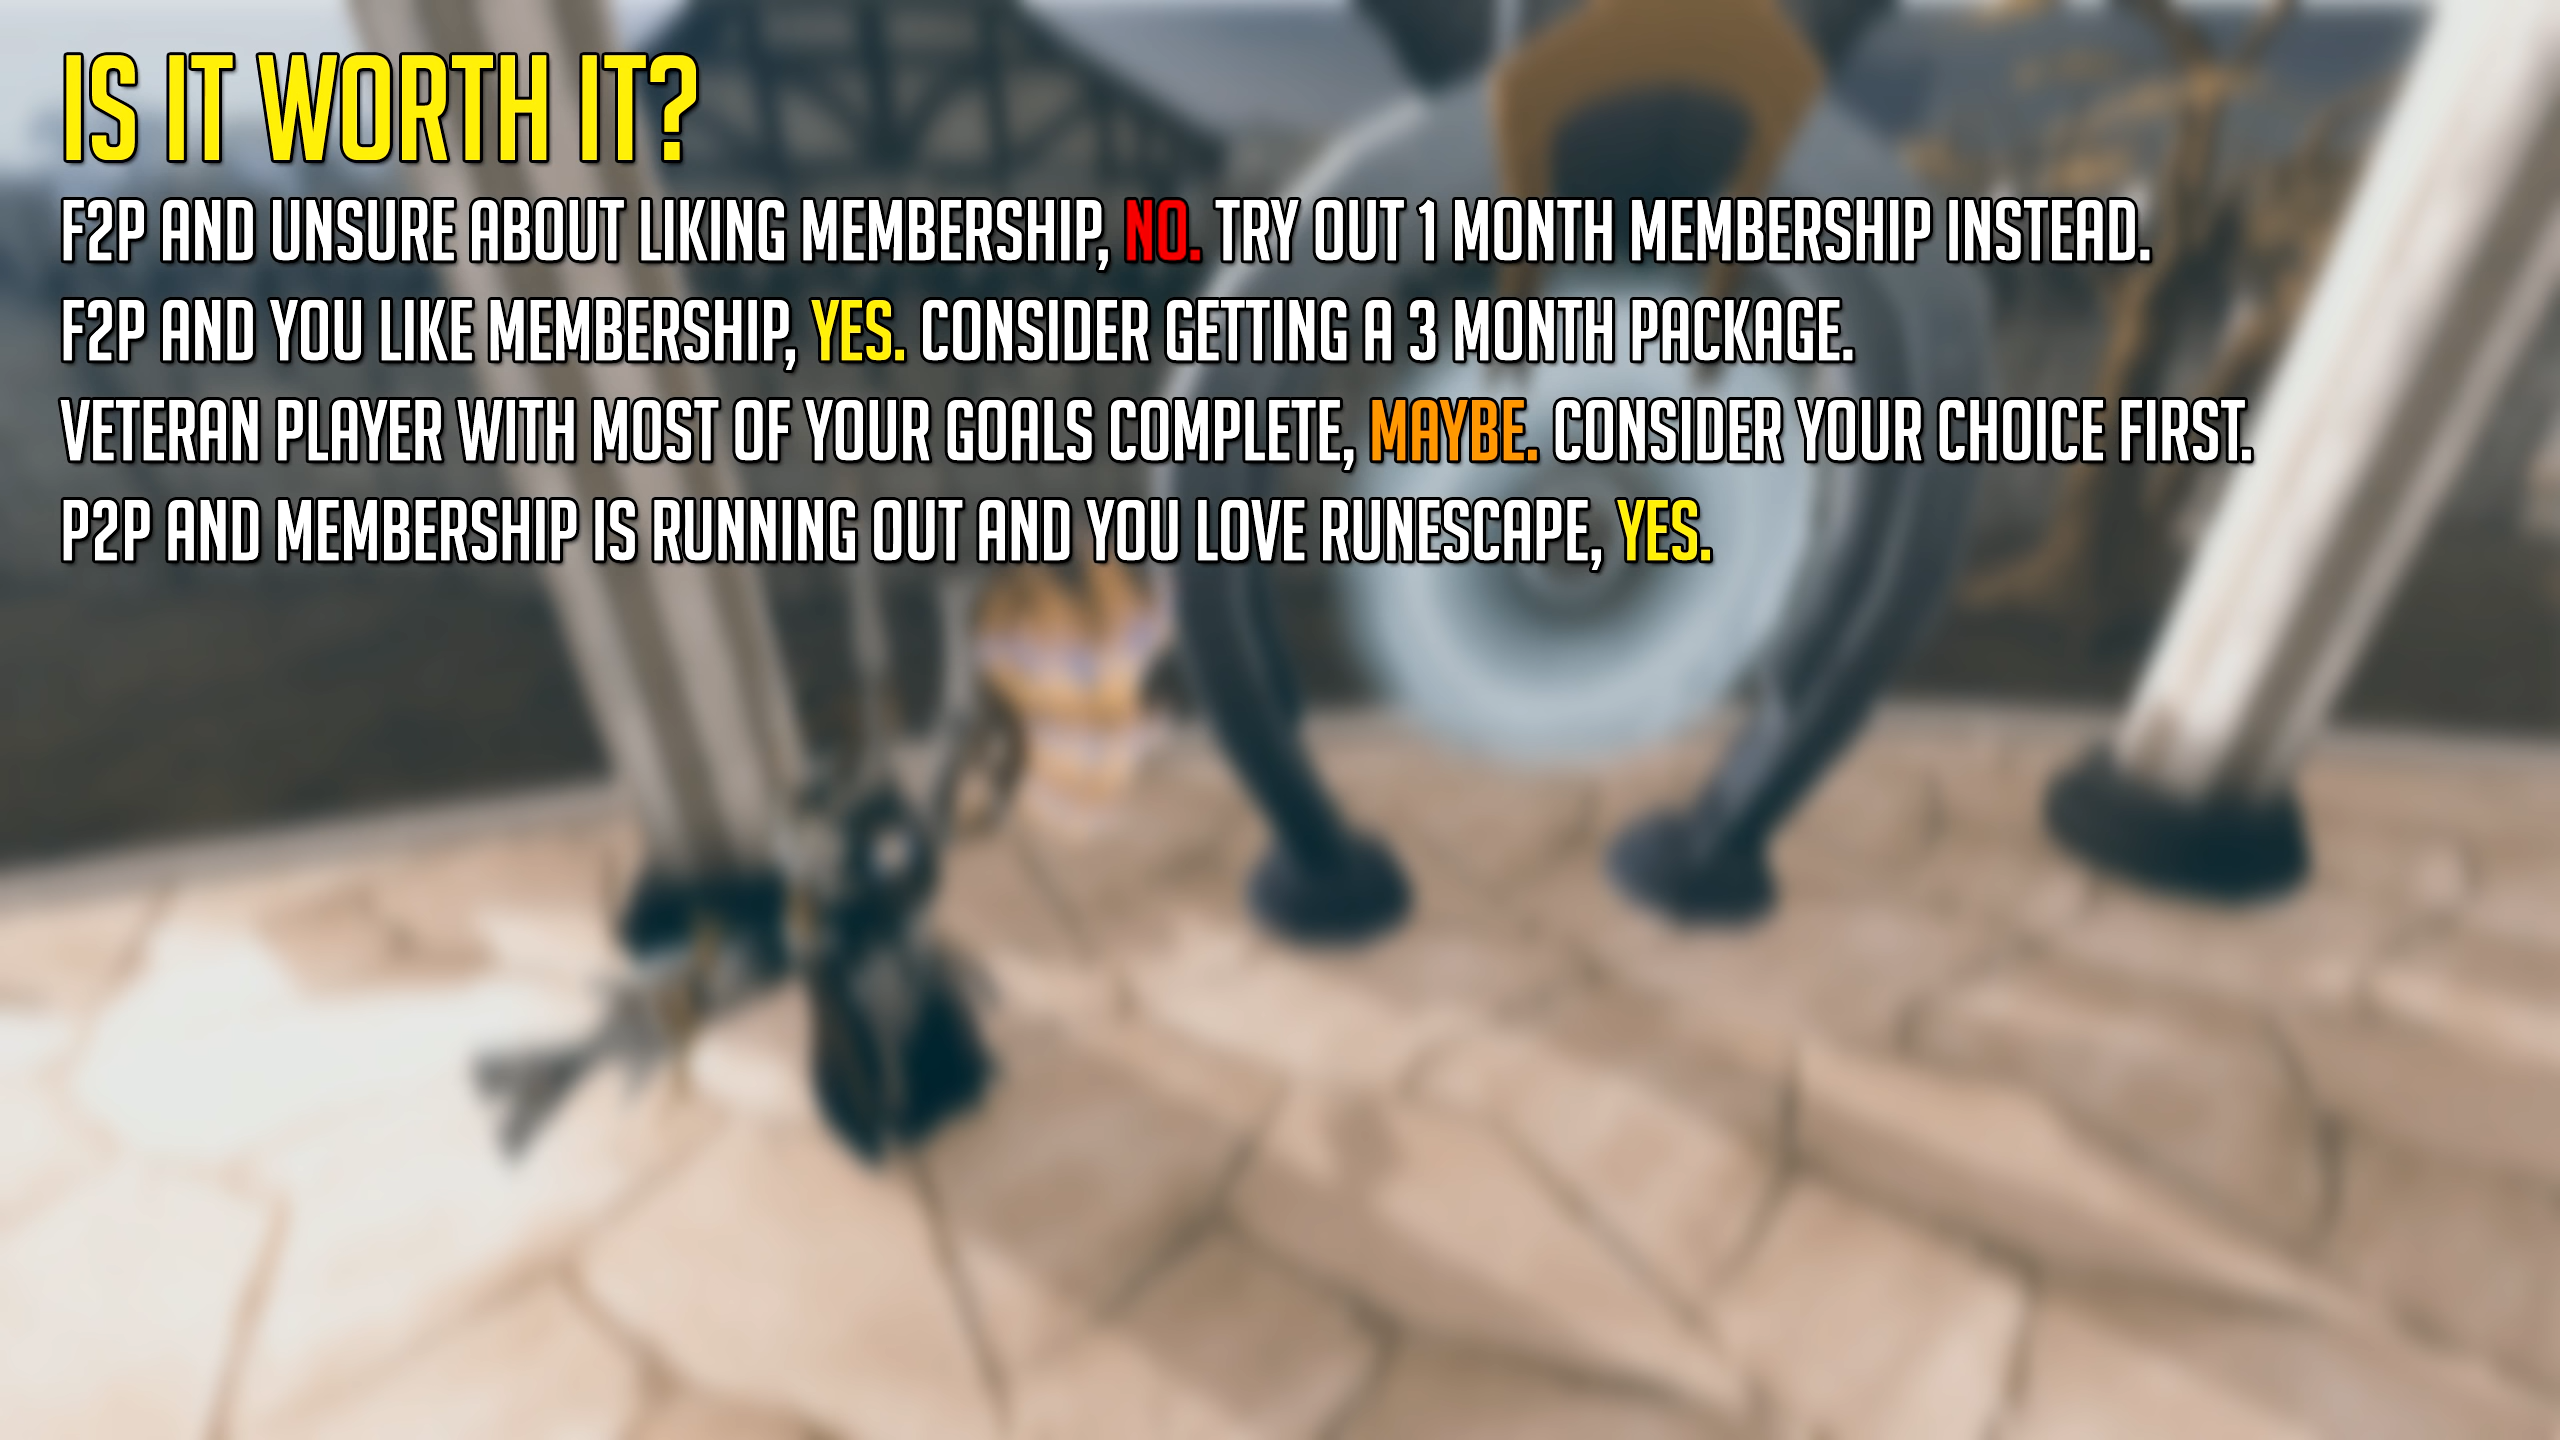 IS IT WORTH IT?
F2P AND UNSURE ABOUT LIKING MEMBERSHIP, NO. TRY OUT 1 MONTH MEMBERSHIP INSTEAD.
F2P AND YOU LIKE MEMBERSHIP, YES. CONSIDER GETTING A 3 MONTH PACKAGE.
VETERAN PLAYER WITH MOST OF YOUR GOALS COMPLETE, MAYBE. CONSIDER YOUR CHOICE FIRST.
P2P AND MEMBERSHIP IS RUNNING OUT AND YOU LOVE RUNESCAPE, YES.